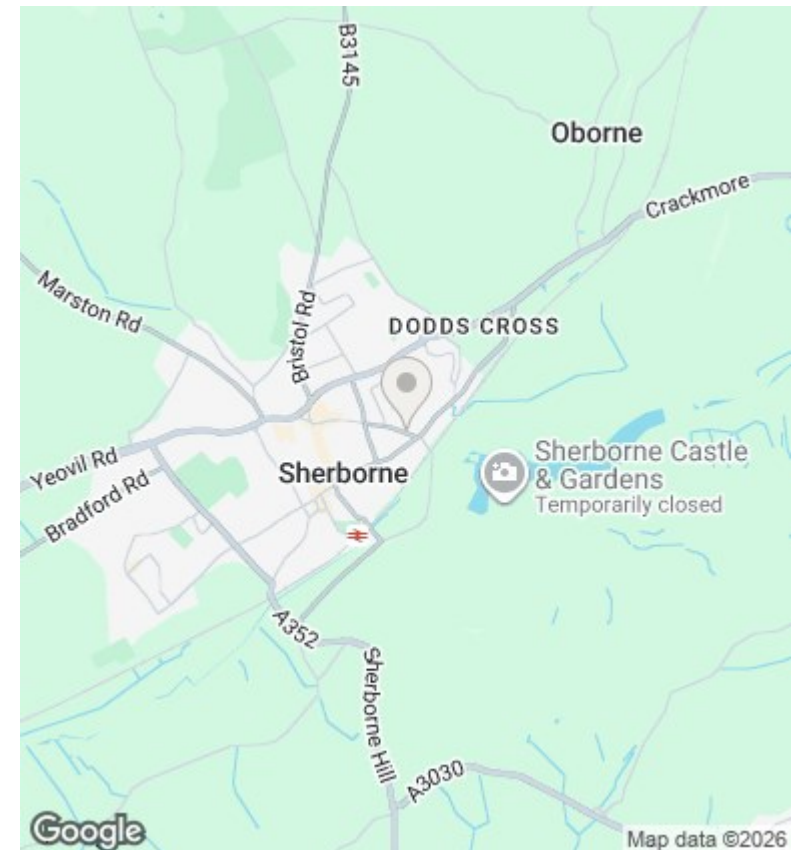 B3145
Oborne
Crackmore
Marston Rd
Bristol Rd
DODDS CROSS
Yeovil Rd
Bradford Rd
Sherborne
Sherborne Castle
& Gardens
Temporarily closed
A352
Sherborne Hill
A3030
Google
Map data ©2026